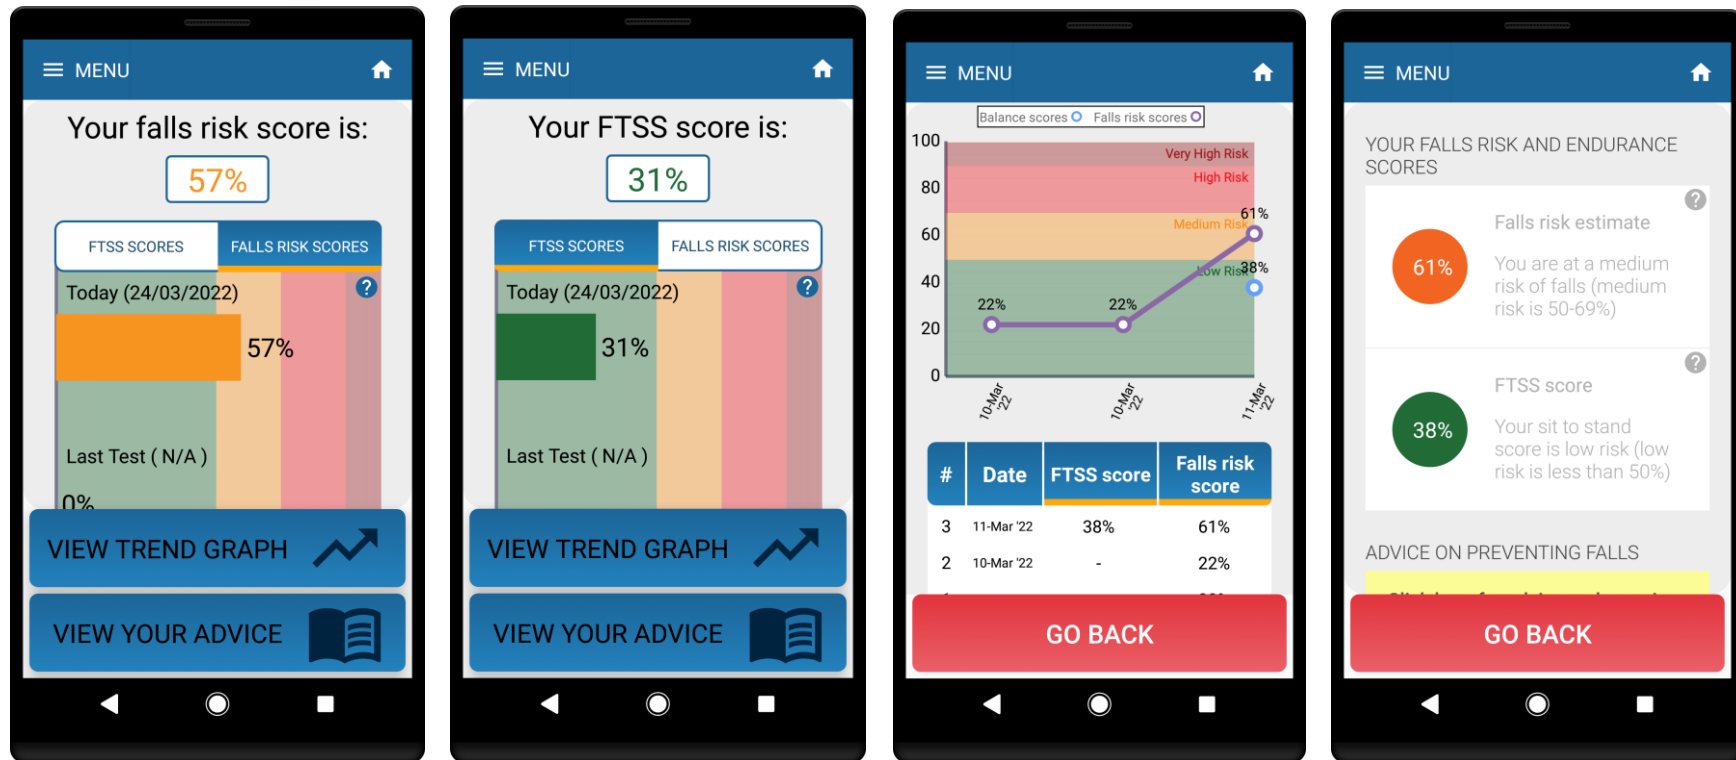 MENU
Your falls risk score is:
57%
FTSS SCORES
FALLS RISK SCORES
?
Today (24/03/2022)
57%
Last Test ( N/A )
0%
VIEW TREND GRAPH
VIEW YOUR ADVICE
MENU
Your FTSS score is:
31%
FTSS SCORES
FALLS RISK SCORES
?
Today (24/03/2022)
31%
Last Test ( N/A )
VIEW TREND GRAPH
VIEW YOUR ADVICE
MENU
Balance scores
Falls risk scores
100
Very High Risk
High Risk
80
61%
Medium Risk
60
Low Risk
38%
40
22%
22%
20
0
10-Mar '22
10-Mar '22
11-Mar '22
# Date FTSS score Falls risk score
3 11-Mar '22 38% 61%
2 10-Mar '22 - 22%
GO BACK
MENU
YOUR FALLS RISK AND ENDURANCE
SCORES
?
Falls risk estimate
61%
You are at a medium
risk of falls (medium
risk is 50-69%)
?
FTSS score
38%
Your sit to stand
score is low risk (low
risk is less than 50%)
ADVICE ON PREVENTING FALLS
GO BACK